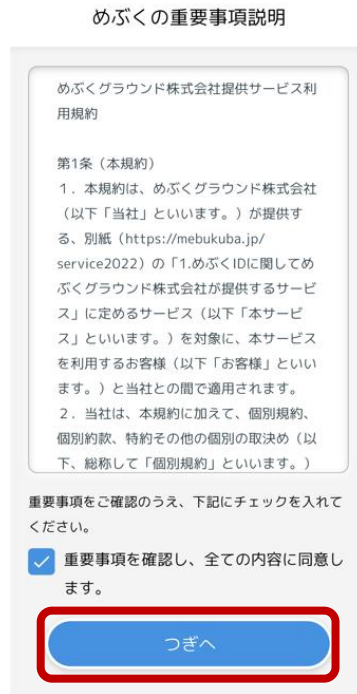 めぶくの重要事項説明
めぶくグラウンド株式会社提供サービス利
用規約
第1条（本規約）
１．本規約は、めぶくグラウンド株式会社
（以下「当社」といいます。）が提供す
る、別紙（https://mebukuba.jp/
service2022）の「1.めぶくIDに関してめ
ぶくグラウンド株式会社が提供するサービ
ス」に定めるサービス（以下「本サービ
ス」といいます。）を対象に、本サービス
を利用するお客様（以下「お客様」といい
ます。）と当社との間で適用されます。
２．当社は、本規約に加えて、個別規約、
個別約款、特約その他の個別の取決め（以
下、総称して「個別規約」といいます。）
重要事項をご確認のうえ、下記にチェックを入れて
ください。
重要事項を確認し、全ての内容に同意し
ます。
つぎへ